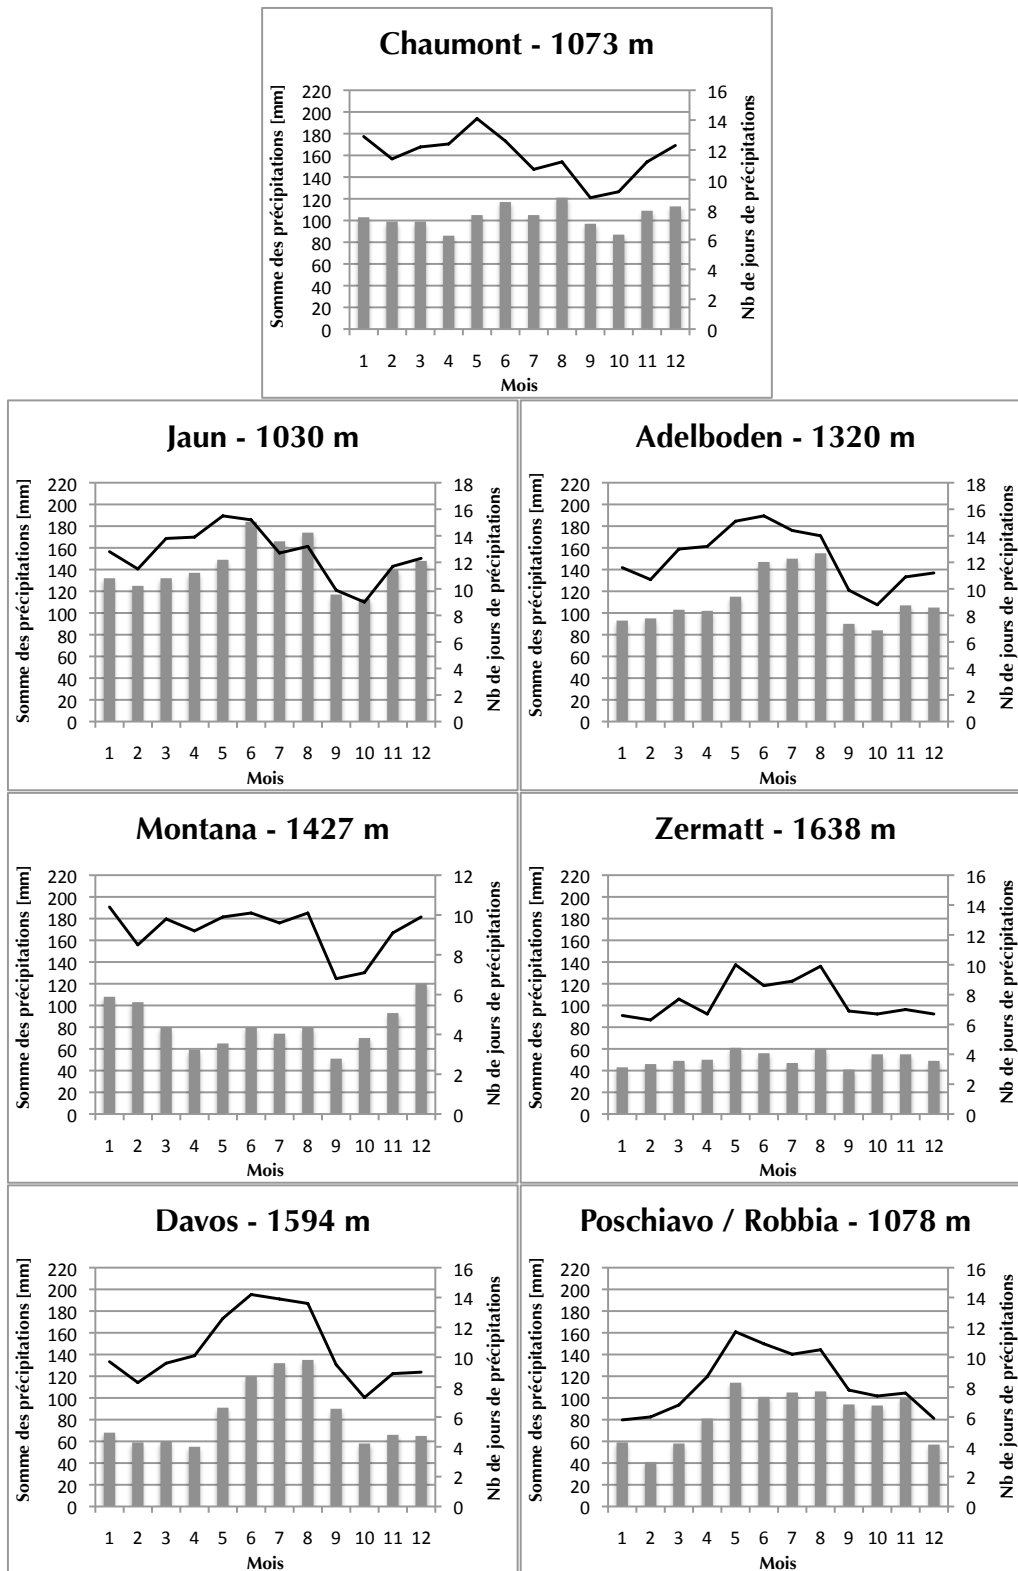 Chaumont - 1073 m
Somme des précipitations [mm]
220 200 180 160 140 120 100 80 60 40 20 0
16 14 12 10 8 6 4 2 0
Nb de jours de précipitations
1 2 3 4 5 6 7 8 9 10 11 12
Mois
Jaun - 1030 m
Somme des précipitations [mm]
220 200 180 160 140 120 100 80 60 40 20 0
18 16 14 12 10 8 6 4 2 0
Nb de jours de précipitations
1 2 3 4 5 6 7 8 9 10 11 12
Mois
Adelboden - 1320 m
Somme des précipitations [mm]
220 200 180 160 140 120 100 80 60 40 20 0
18 16 14 12 10 8 6 4 2 0
Nb de jours de précipitations
1 2 3 4 5 6 7 8 9 10 11 12
Mois
Montana - 1427 m
Somme des précipitations [mm]
220 200 180 160 140 120 100 80 60 40 20 0
12 10 8 6 4 2 0
Nb de jours de précipitations
1 2 3 4 5 6 7 8 9 10 11 12
Mois
Zermatt - 1638 m
Somme des précipitations [mm]
220 200 180 160 140 120 100 80 60 40 20 0
16 14 12 10 8 6 4 2 0
Nb de jours de précipitations
1 2 3 4 5 6 7 8 9 10 11 12
Mois
Davos - 1594 m
Somme des précipitations [mm]
220 200 180 160 140 120 100 80 60 40 20 0
16 14 12 10 8 6 4 2 0
Nb de jours de précipitations
1 2 3 4 5 6 7 8 9 10 11 12
Mois
Poschiavo / Robbia - 1078 m
Somme des précipitations [mm]
220 200 180 160 140 120 100 80 60 40 20 0
16 14 12 10 8 6 4 2 0
Nb de jours de précipitations
1 2 3 4 5 6 7 8 9 10 11 12
Mois